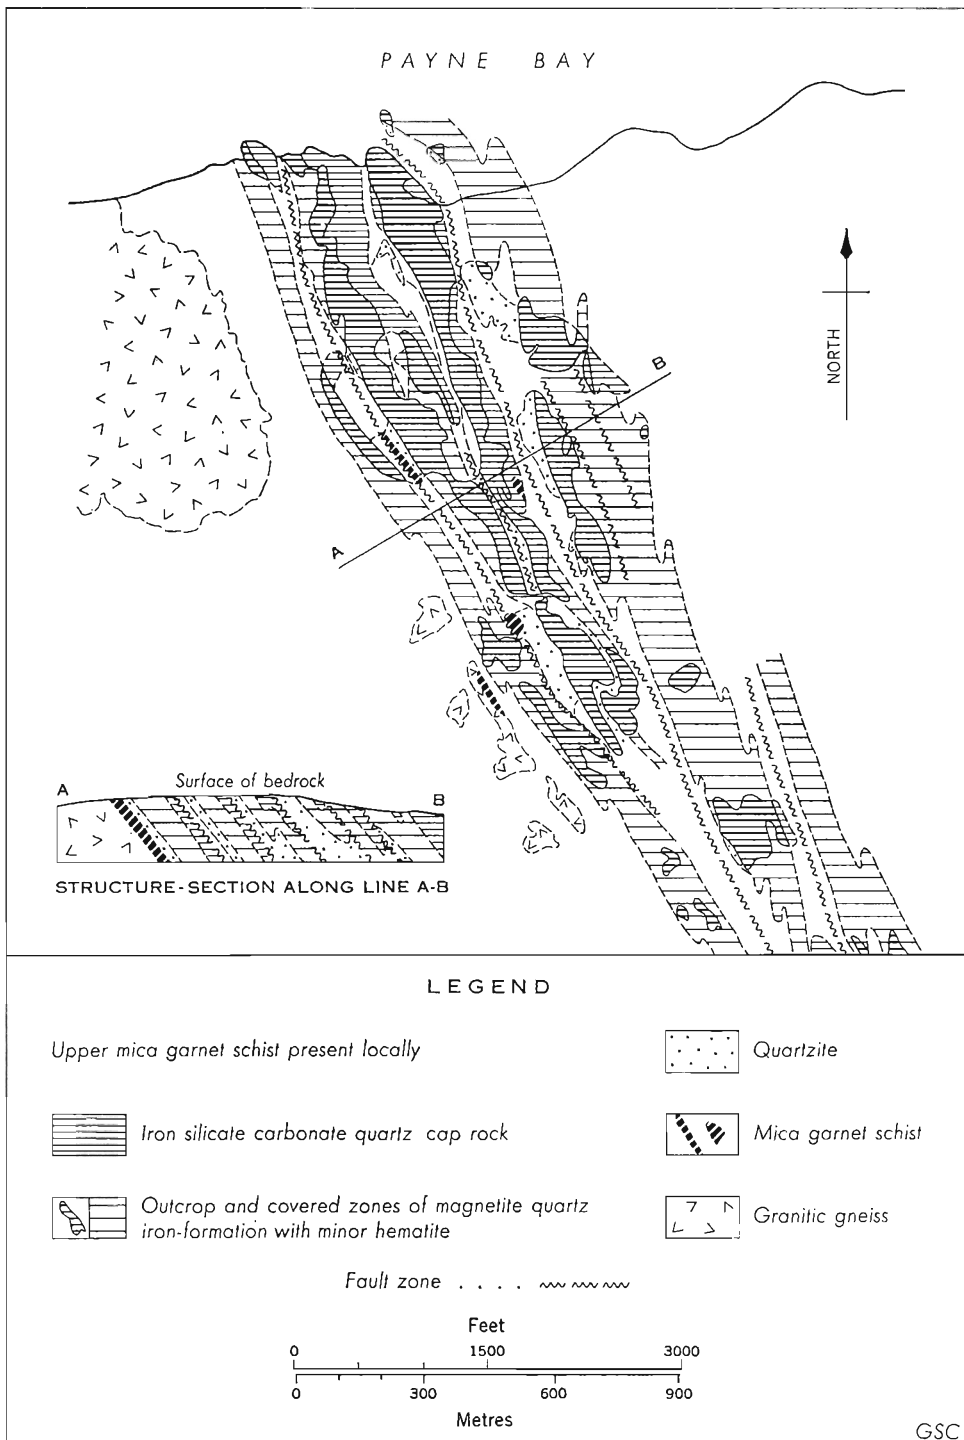 PAYNE BAY
NORTH
B
A
Surface of bedrock
A B
STRUCTURE-SECTION ALONG LINE A-B
LEGEND
Upper mica garnet schist present locally
Quartzite
Iron silicate carbonate quartz cap rock
Mica garnet schist
Outcrop and covered zones of magnetite quartz
iron-formation with minor hematite
Granitic gneiss
Fault zone . . . .
Feet
0 1500 3000
0 300 600 900
Metres
GSC